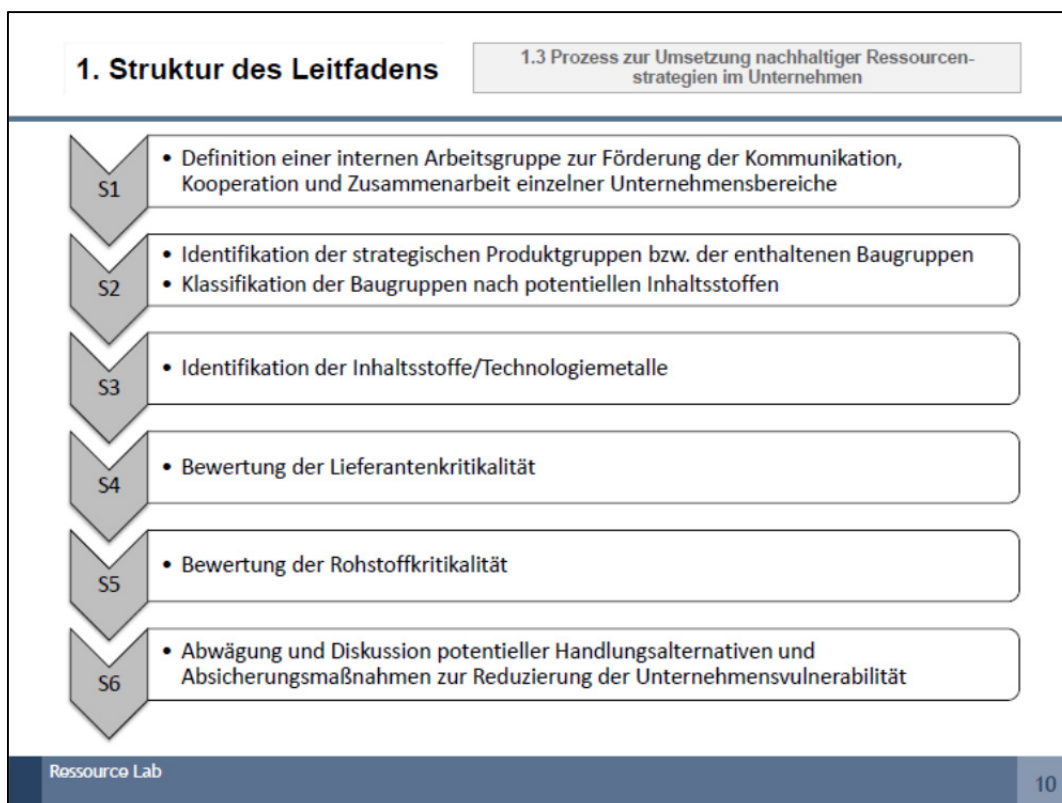 1. Struktur des Leitfadens
1.3 Prozess zur Umsetzung nachhaltiger Ressourcen-
strategien im Unternehmen
S1
• Definition einer internen Arbeitsgruppe zur Förderung der Kommunikation,
Kooperation und Zusammenarbeit einzelner Unternehmensbereiche
S2
• Identifikation der strategischen Produktgruppen bzw. der enthaltenen Baugruppen
• Klassifikation der Baugruppen nach potentiellen Inhaltsstoffen
S3
• Identifikation der Inhaltsstoffe/Technologiemetalle
S4
• Bewertung der Lieferantenkritikalität
S5
• Bewertung der Rohstoffkritikalität
S6
• Abwägung und Diskussion potentieller Handlungsalternativen und
Absicherungsmaßnahmen zur Reduzierung der Unternehmensvulnerabilität
Ressource Lab
10